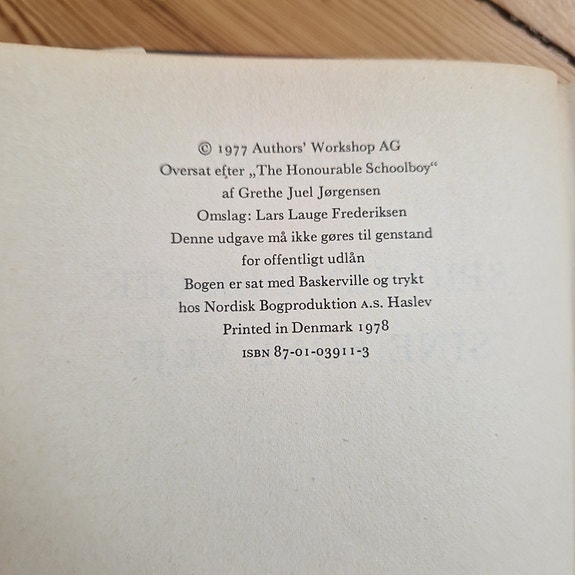 © 1977 Authors' Workshop AG
Oversat efter „The Honourable Schoolboy“
af Grethe Juel Jørgensen
Omslag: Lars Lauge Frederiksen
Denne udgave må ikke gøres til genstand
for offentligt udlån
Bogen er sat med Baskerville og trykt
hos Nordisk Bogproduktion A.S. Haslev
Printed in Denmark 1978
ISBN 87-01-03911-3